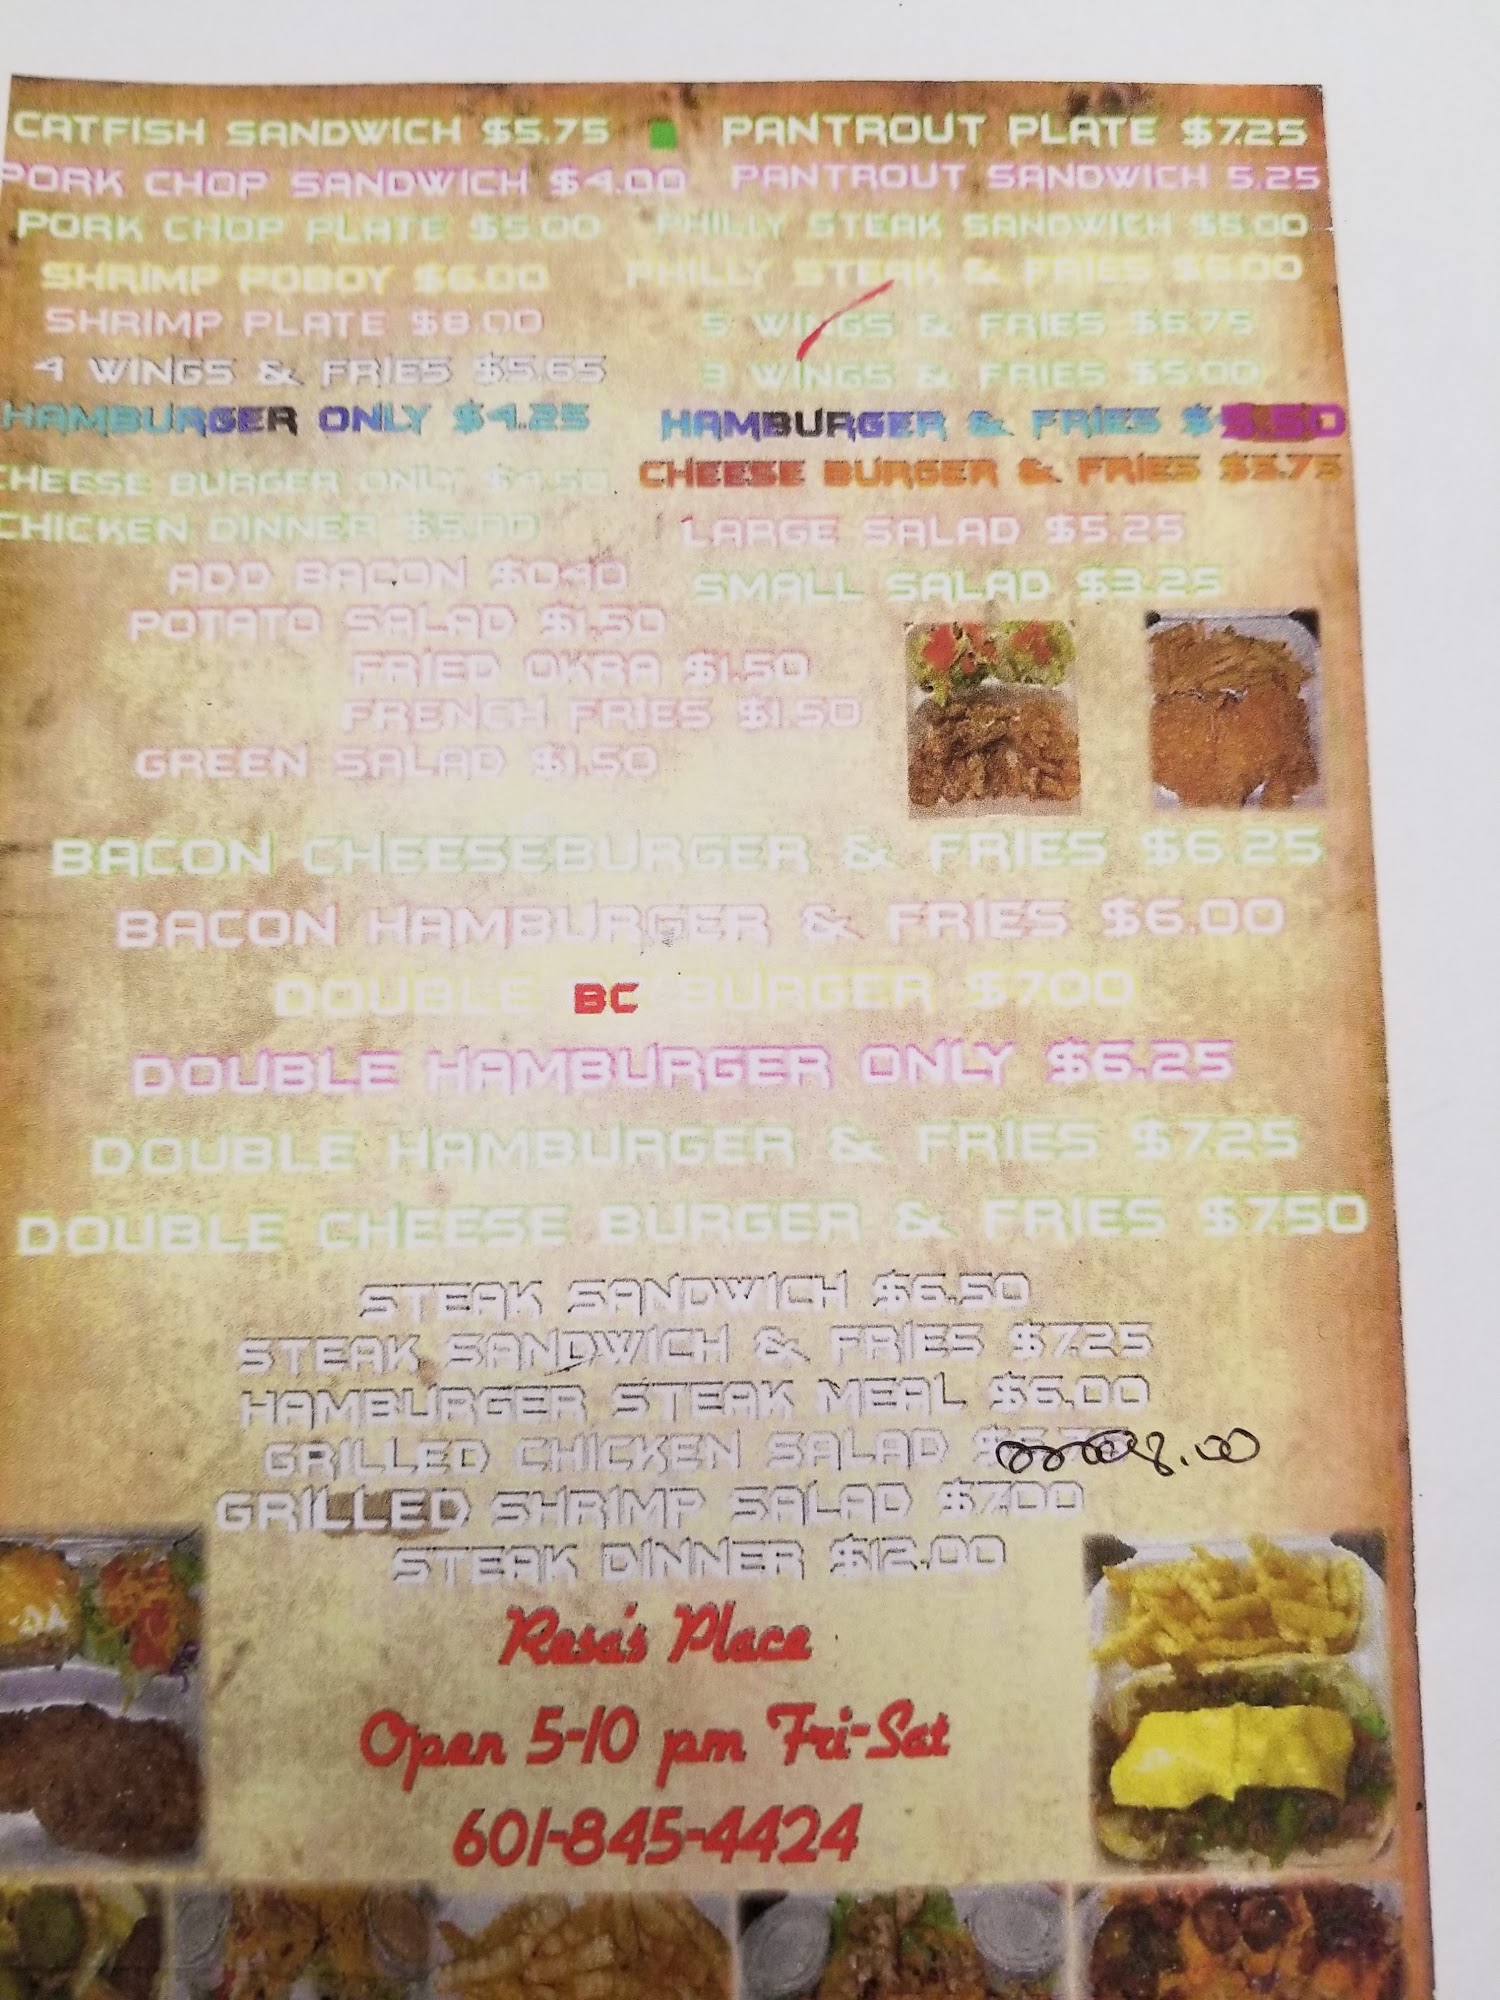 CATFISH SANDWICH $5.75
PANTROUT PLATE $7.25
PORK CHOP SANDWICH $4.00
PANTROUT SANDWICH 5.25
PORK CHOP PLATE $5.00
PHILLY STEAK SANDWICH $5.00
SHRIMP POBOY $6.00
PHILLY STEAK & FRIES $6.00
SHRIMP PLATE $8.00
5 WINGS & FRIES $6.75
4 WINGS & FRIES $5.65
3 WINGS & FRIES $5.00
HAMBURGER ONLY $4.25
HAMBURGER & FRIES $5.50
CHEESE BURGER ONLY $4.50
CHEESE BURGER & FRIES $5.75
CHICKEN DINNER $5.00
LARGE SALAD $5.25
ADD BACON $0.40
SMALL SALAD $3.25
POTATO SALAD $1.50
FRIED OKRA $1.50
FRENCH FRIES $1.50
GREEN SALAD $1.50
BACON CHEESEBURGER & FRIES $6.25
BACON HAMBURGER & FRIES $6.00
DOUBLE BC BURGER $7.00
DOUBLE HAMBURGER ONLY $6.25
DOUBLE HAMBURGER & FRIES $7.25
DOUBLE CHEESE BURGER & FRIES $7.50
STEAK SANDWICH $6.50
STEAK SANDWICH & FRIES $7.25
HAMBURGER STEAK MEAL $6.00
GRILLED CHICKEN SALAD 8.00
GRILLED SHRIMP SALAD $7.00
STEAK DINNER $12.00
Rosa's Place
Open 5-10 pm Fri-Sat
601-845-4424